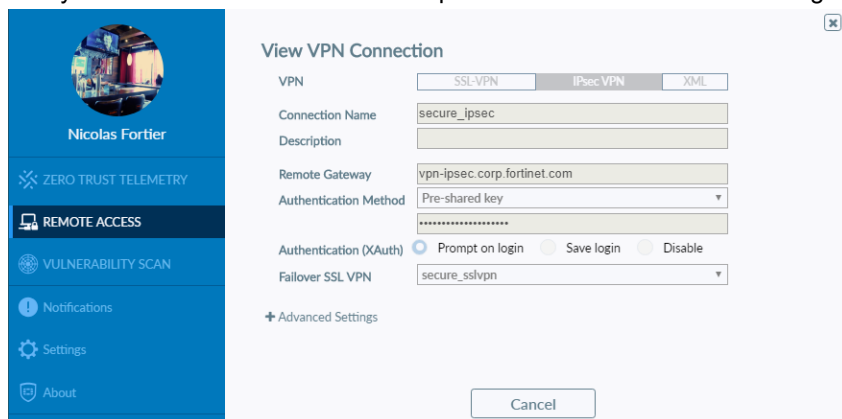 View VPN Connection
VPN SSL-VPN IPsec VPN XML
Connection Name secure_ipsec
Description
Remote Gateway vpn-ipsec.corp.fortinet.com
Authentication Method Pre-shared key
••••••••••••••••••••
Authentication (XAuth) Prompt on login Save login Disable
Failover SSL VPN secure_sslvpn
+ Advanced Settings
Cancel
Nicolas Fortier
ZERO TRUST TELEMETRY
REMOTE ACCESS
VULNERABILITY SCAN
Notifications
Settings
About